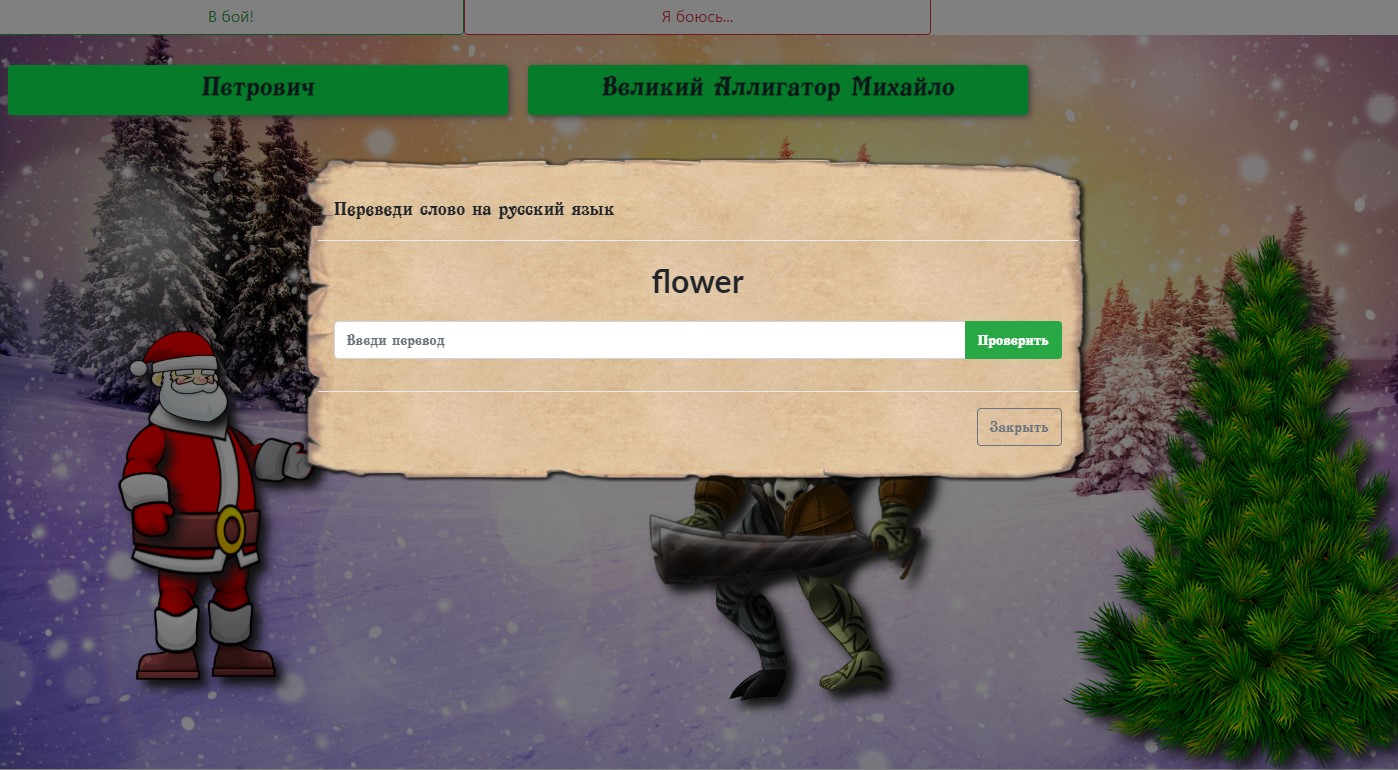 В бой!
Я боюсь...
Петрович
Великий Аллигатор Михайло
Переведи слово на русский язык
flower
Введи перевод
Проверить
Закрыть